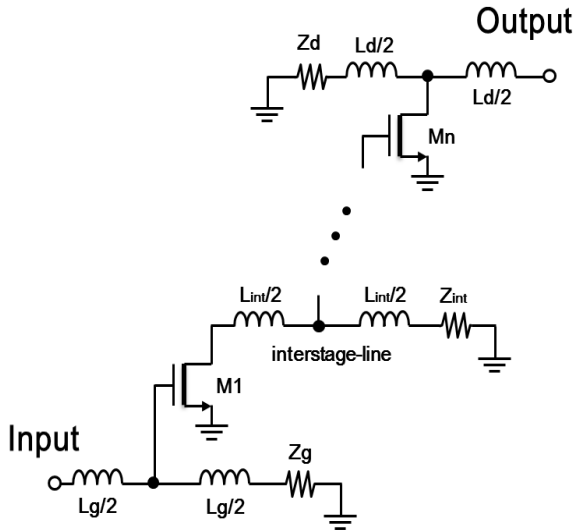 Output
Zd
Ld/2
Ld/2
Mn
Lint/2
Lint/2
Zint
interstage-line
M1
Input
Zg
Lg/2
Lg/2